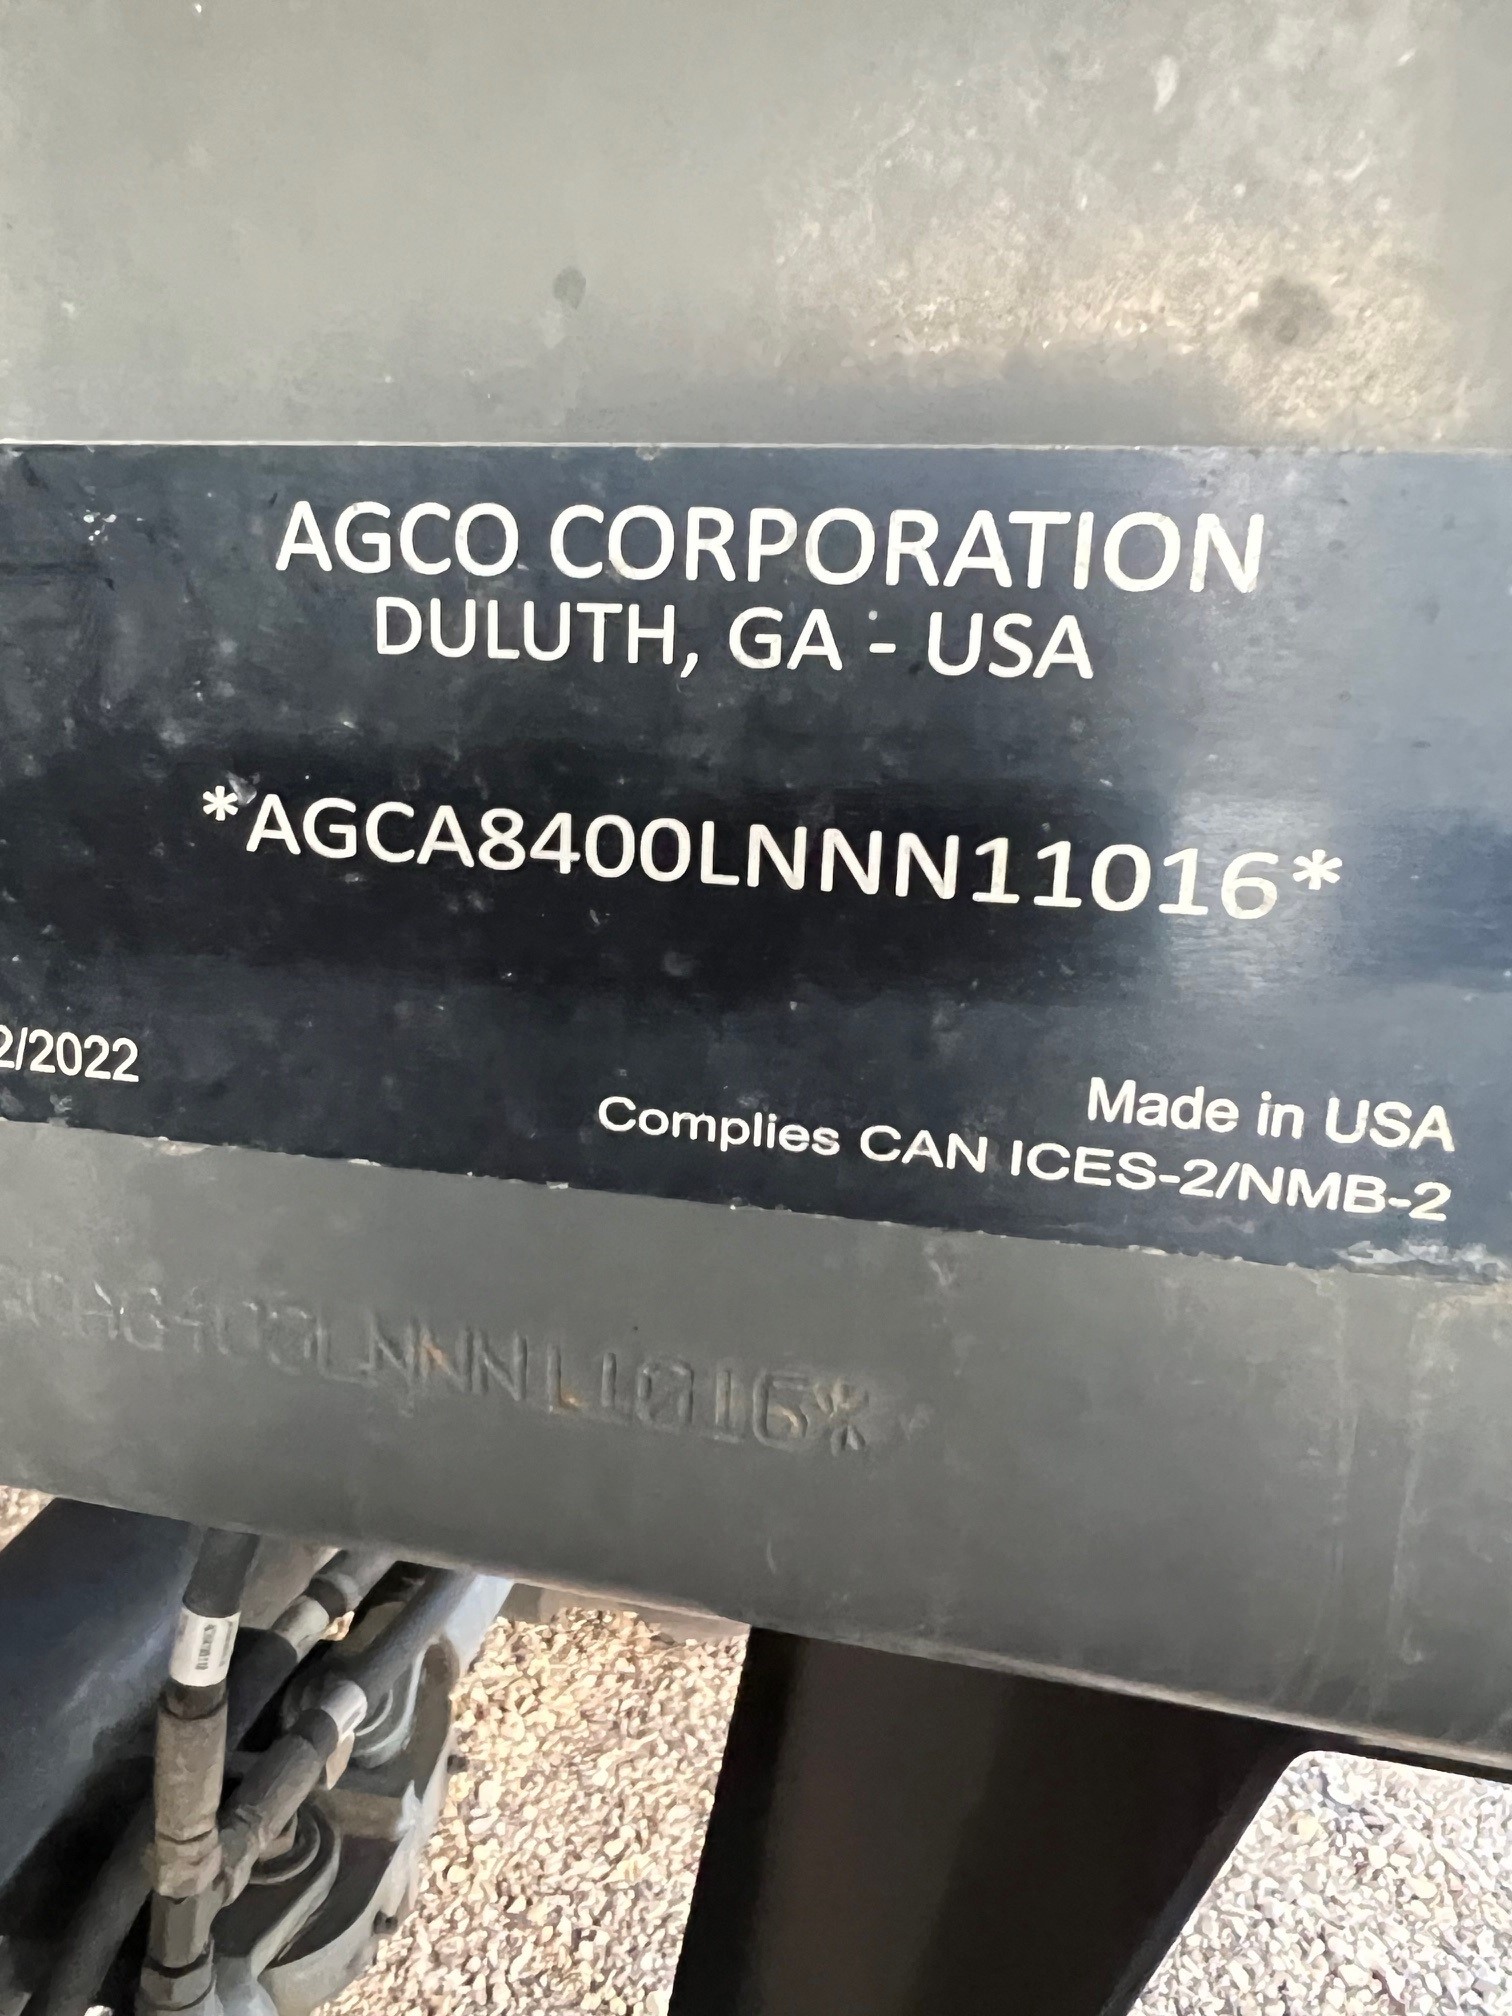 AGCO CORPORATION
DULUTH, GA - USA
*AGCA8400LNNN11016*
2/2022
Made in USA
Complies CAN ICES-2/NMB-2